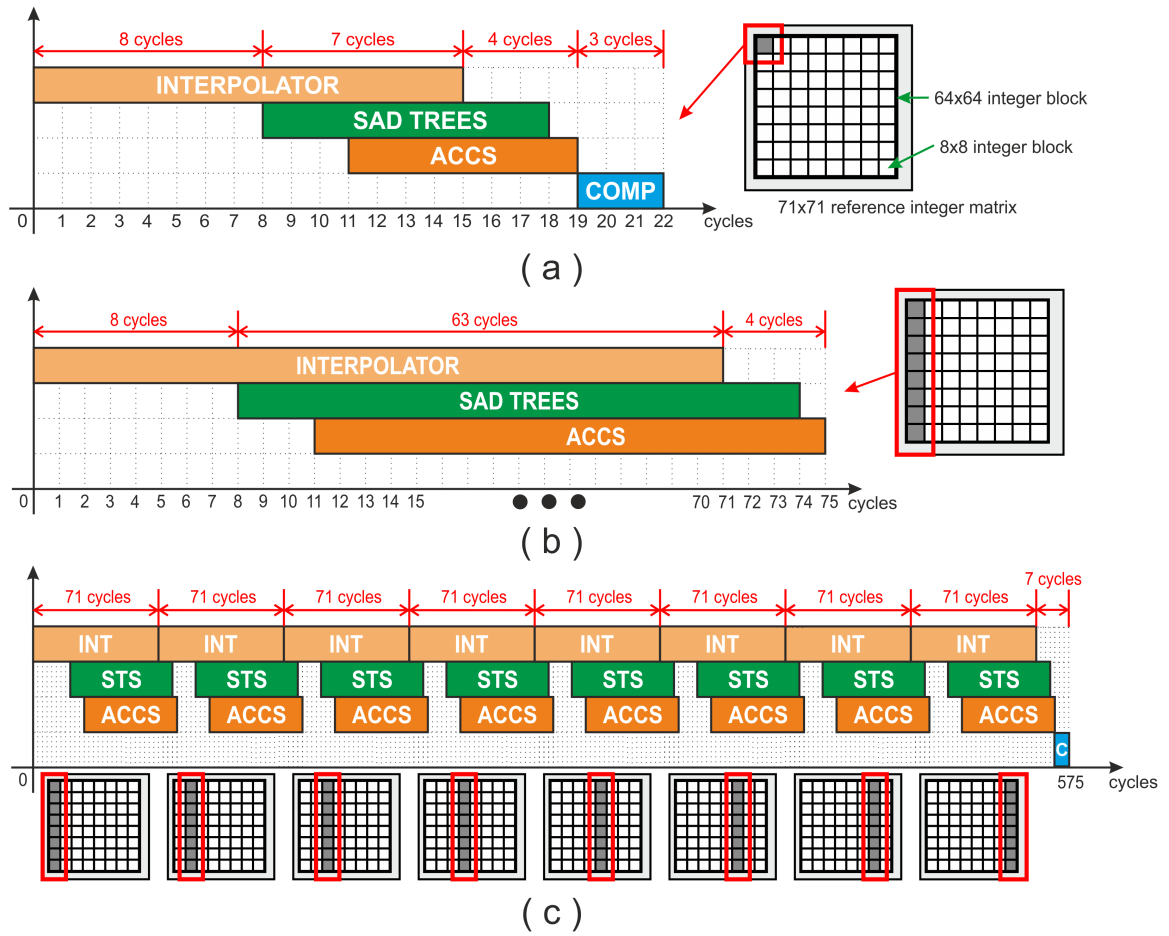 8 cycles 7 cycles 4 cycles 3 cycles
INTERPOLATOR
SAD TREES
ACCS
COMP
0 1 2 3 4 5 6 7 8 9 10 11 12 13 14 15 16 17 18 19 20 21 22 cycles
64x64 integer block
8x8 integer block
71x71 reference integer matrix
( a )
8 cycles 63 cycles 4 cycles
INTERPOLATOR
SAD TREES
ACCS
0 1 2 3 4 5 6 7 8 9 10 11 12 13 14 15 70 71 72 73 74 75 cycles
( b )
71 cycles 71 cycles 71 cycles 71 cycles 71 cycles 71 cycles 71 cycles 71 cycles 7 cycles
INT INT INT INT INT INT INT INT
STS STS STS STS STS STS STS STS
ACCS ACCS ACCS ACCS ACCS ACCS ACCS ACCS
C
0 575 cycles
( c )